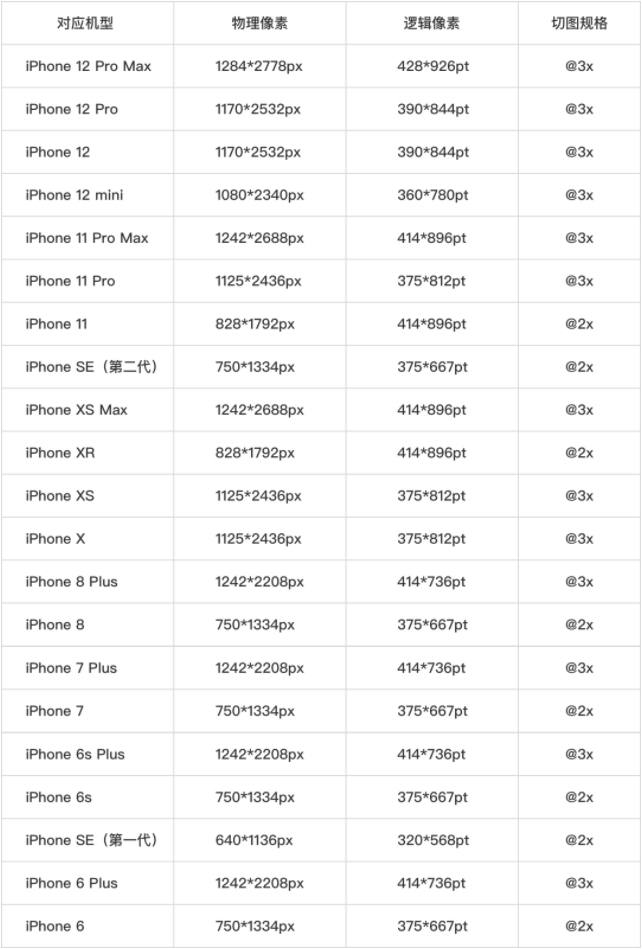 对应机型 物理像素 逻辑像素 切图规格
iPhone 12 Pro Max 1284*2778px 428*926pt @3x
iPhone 12 Pro 1170*2532px 390*844pt @3x
iPhone 12 1170*2532px 390*844pt @3x
iPhone 12 mini 1080*2340px 360*780pt @3x
iPhone 11 Pro Max 1242*2688px 414*896pt @3x
iPhone 11 Pro 1125*2436px 375*812pt @3x
iPhone 11 828*1792px 414*896pt @2x
iPhone SE（第二代） 750*1334px 375*667pt @2x
iPhone XS Max 1242*2688px 414*896pt @3x
iPhone XR 828*1792px 414*896pt @2x
iPhone XS 1125*2436px 375*812pt @3x
iPhone X 1125*2436px 375*812pt @3x
iPhone 8 Plus 1242*2208px 414*736pt @3x
iPhone 8 750*1334px 375*667pt @2x
iPhone 7 Plus 1242*2208px 414*736pt @3x
iPhone 7 750*1334px 375*667pt @2x
iPhone 6s Plus 1242*2208px 414*736pt @3x
iPhone 6s 750*1334px 375*667pt @2x
iPhone SE（第一代） 640*1136px 320*568pt @2x
iPhone 6 Plus 1242*2208px 414*736pt @3x
iPhone 6 750*1334px 375*667pt @2x